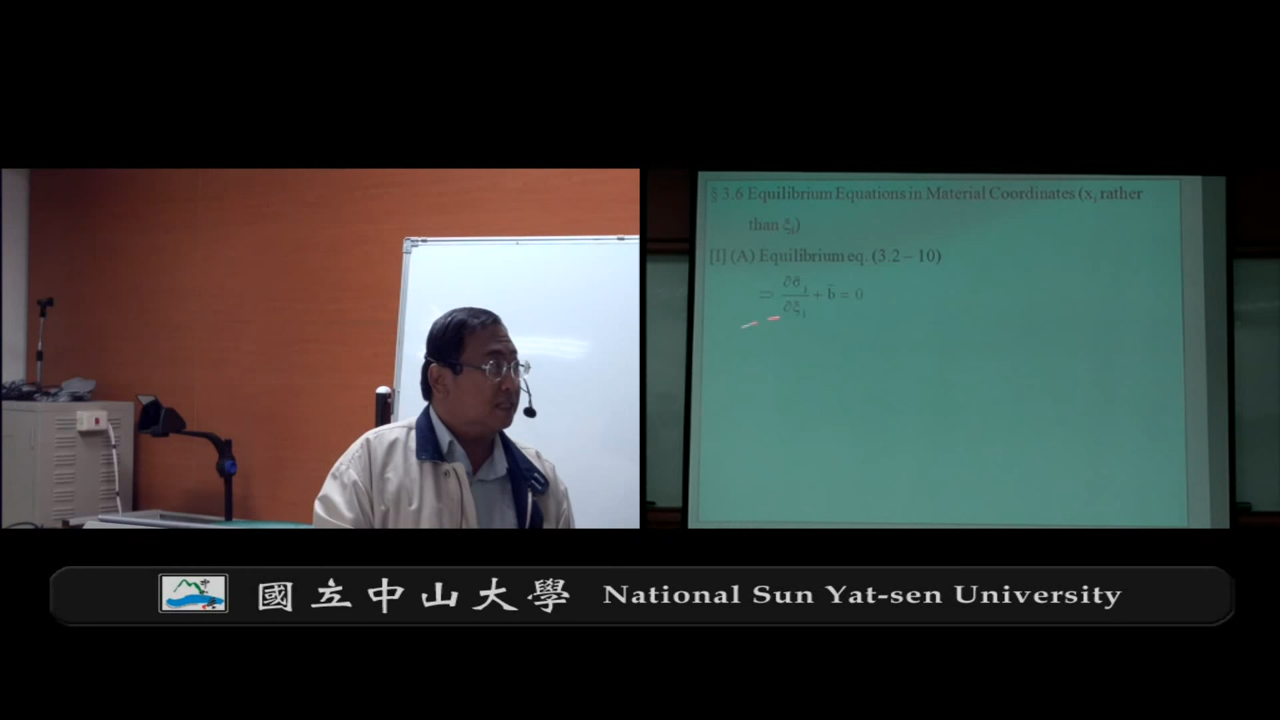 § 3.6 Equilibrium Equations in Material Coordinates (xᵢ rather
than ξᵢ)
[I] (A) Equilibrium eq. (3.2 – 10)
⊃ ∂σ̄ⱼ/∂ξⱼ + b̄ = 0
國立中山大學 National Sun Yat-sen University